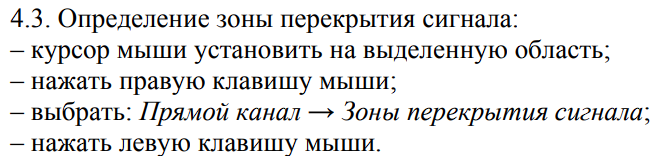 4.3. Определение зоны перекрытия сигнала:
– курсор мыши установить на выделенную область;
– нажать правую клавишу мыши;
– выбрать: Прямой канал → Зоны перекрытия сигнала;
– нажать левую клавишу мыши.